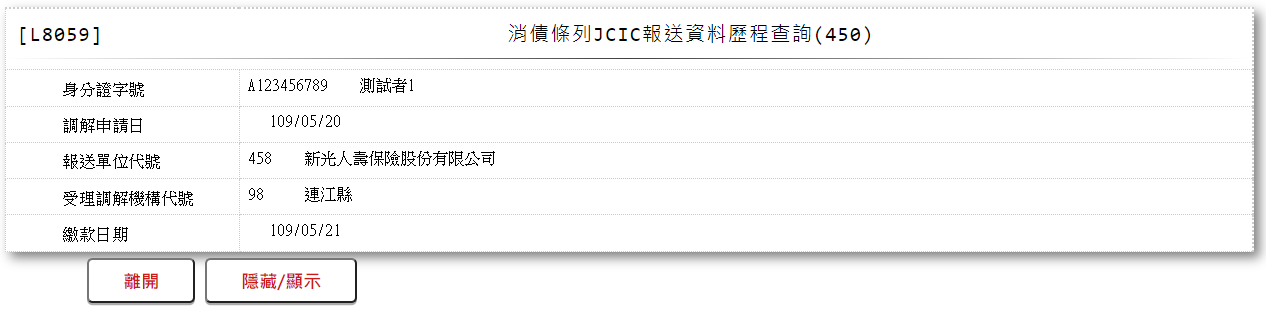 [L8059] 消債條列JCIC報送資料歷程查詢(450)
身分證字號 A123456789 測試者1
調解申請日 109/05/20
報送單位代號 458 新光人壽保險股份有限公司
受理調解機構代號 98 連江縣
繳款日期 109/05/21
離開 隱藏/顯示